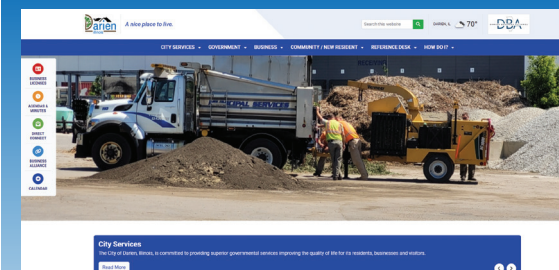 Darien
A nice place to live.
Search this website
Darien, IL 70°
DBA
CITY SERVICES GOVERNMENT BUSINESS COMMUNITY / NEW RESIDENT REFERENCE DESK HOW DO I?
BUSINESS
LICENSES
AGENDAS &
MINUTES
DIRECT
CONNECT
BUSINESS
ALLIANCE
CALENDAR
MUNICIPAL SERVICES
City Services
The City of Darien, Illinois, is committed to providing superior governmental services improving the quality of life for its residents, businesses and visitors.
Read More